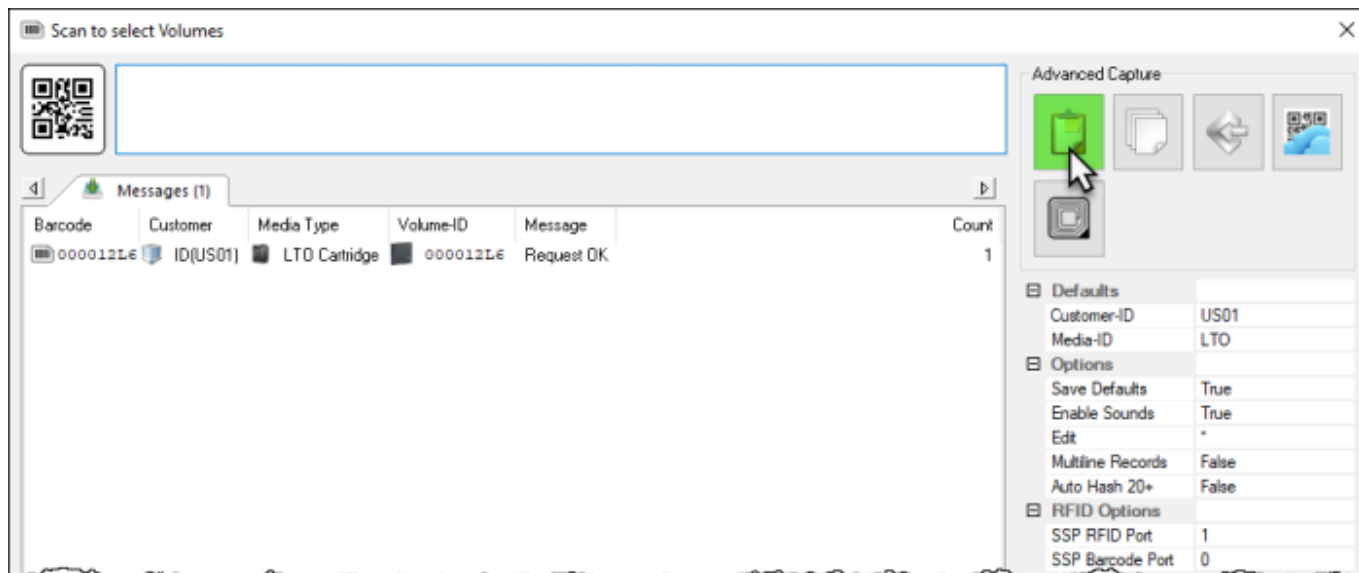 Scan to select Volumes
Advanced Capture
Messages (1)
Barcode Customer Media Type Volume-ID Message Count
000012L6 ID(US01) LTO Cartridge 000012L6 Request OK 1
Defaults
Customer-ID US01
Media-ID LTO
Options
Save Defaults True
Enable Sounds True
Edit *
Multiline Records False
Auto Hash 20+ False
RFID Options
SSP RFID Port 1
SSP Barcode Port 0